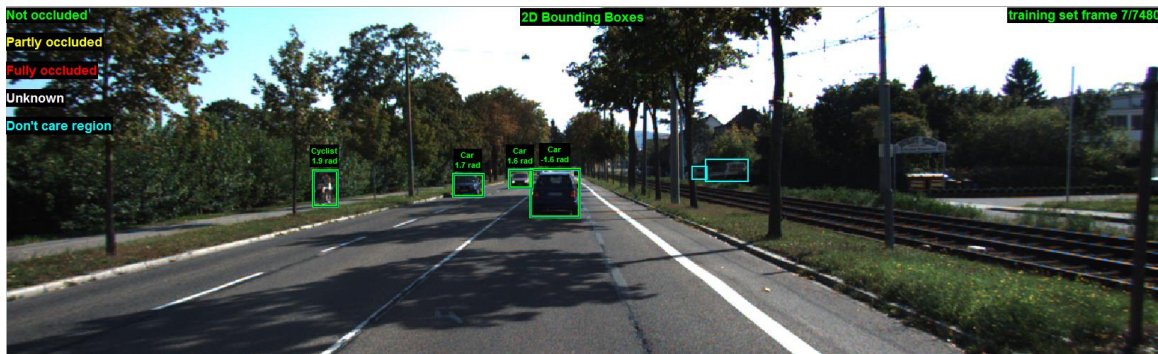 Not occluded
2D Bounding Boxes
training set frame 7/7480
Partly occluded
Fully occluded
Unknown
Don't care region
Cyclist
1.9 rad
Car
1.7 rad
Car
1.6 rad
Car
-1.6 rad